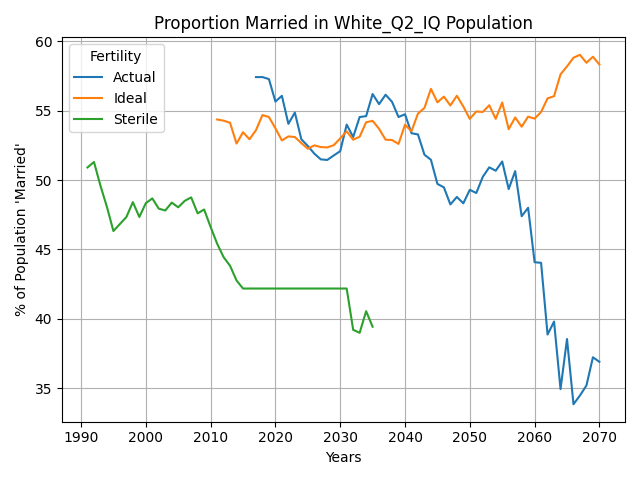 Proportion Married in White_Q2_IQ Population
% of Population 'Married'
60
55
50
45
40
35
Fertility
Actual
Ideal
Sterile
1990 2000 2010 2020 2030 2040 2050 2060 2070
Years